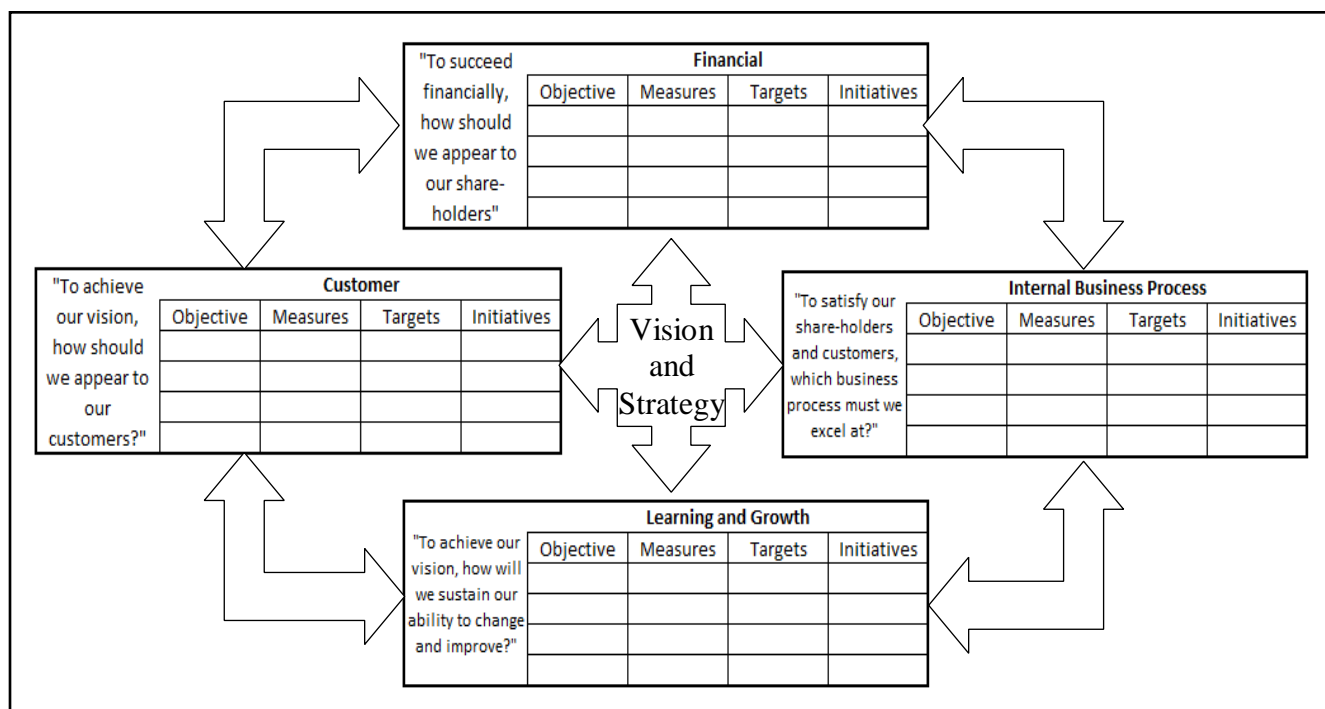 Financial
"To succeed
financially,
how should
we appear to
our share-
holders"
Objective Measures Targets Initiatives
Customer
"To achieve
our vision,
how should
we appear to
our
customers?"
Objective Measures Targets Initiatives
Vision
and
Strategy
Internal Business Process
"To satisfy our
share-holders
and customers,
which business
process must we
excel at?"
Objective Measures Targets Initiatives
Learning and Growth
"To achieve our
vision, how will
we sustain our
ability to change
and improve?"
Objective Measures Targets Initiatives